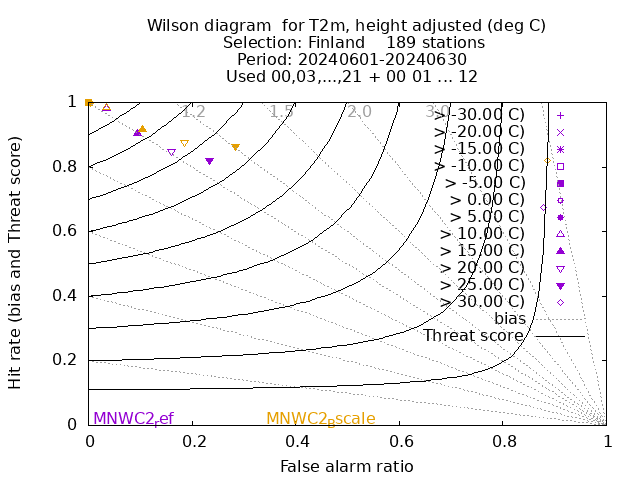 Wilson diagram  for T2m, height adjusted (deg C)
Selection: Finland    189 stations
Period: 20240601-20240630
Used 00,03,...,21 + 00 01 ... 12
Hit rate (bias and Threat score)
1
0.8
0.6
0.4
0.2
0
1.2 1.5 2.0 3.0
> -30.00 C)
> -20.00 C)
> -15.00 C)
> -10.00 C)
> -5.00 C)
> 0.00 C)
> 5.00 C)
> 10.00 C)
> 15.00 C)
> 20.00 C)
> 25.00 C)
> 30.00 C)
bias
Threat score
MNWC2ref MNWC2Bscale
0 0.2 0.4 0.6 0.8 1
False alarm ratio